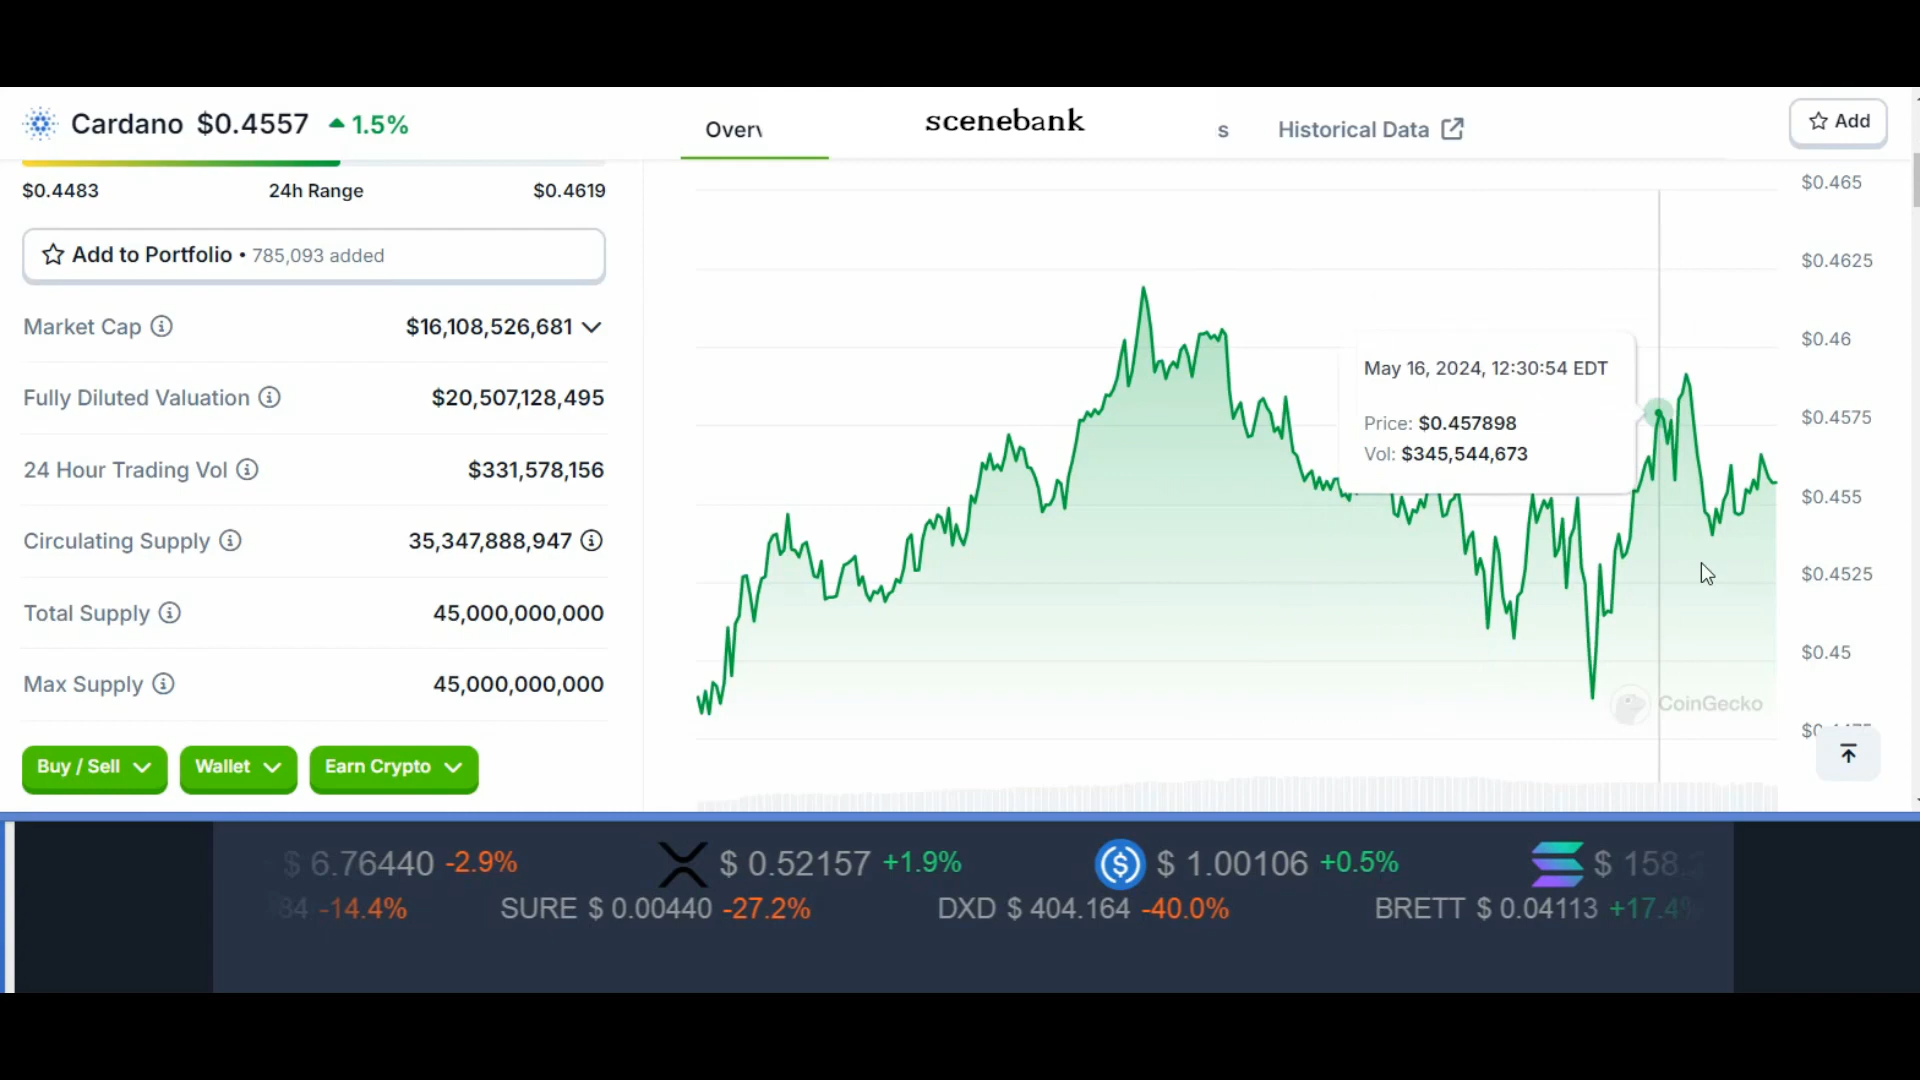 Cardano $0.4557 1.5%
Overv
scenebank
s
Historical Data
Add
$0.4483 24h Range $0.4619
Add to Portfolio • 785,093 added
Market Cap $16,108,526,681
Fully Diluted Valuation $20,507,128,495
24 Hour Trading Vol $331,578,156
Circulating Supply 35,347,888,947
Total Supply 45,000,000,000
Max Supply 45,000,000,000
Buy / Sell
Wallet
Earn Crypto
$0.465
$0.4625
$0.46
$0.4575
$0.455
$0.4525
$0.45
May 16, 2024, 12:30:54 EDT
Price: $0.457898
Vol: $345,544,673
CoinGecko
$ 6.76440 -2.9% $ 0.52157 +1.9% $ 1.00106 +0.5% $ 158.
84 -14.4% SURE $ 0.00440 -27.2% DXD $ 404.164 -40.0% BRETT $ 0.04113 +17.4%